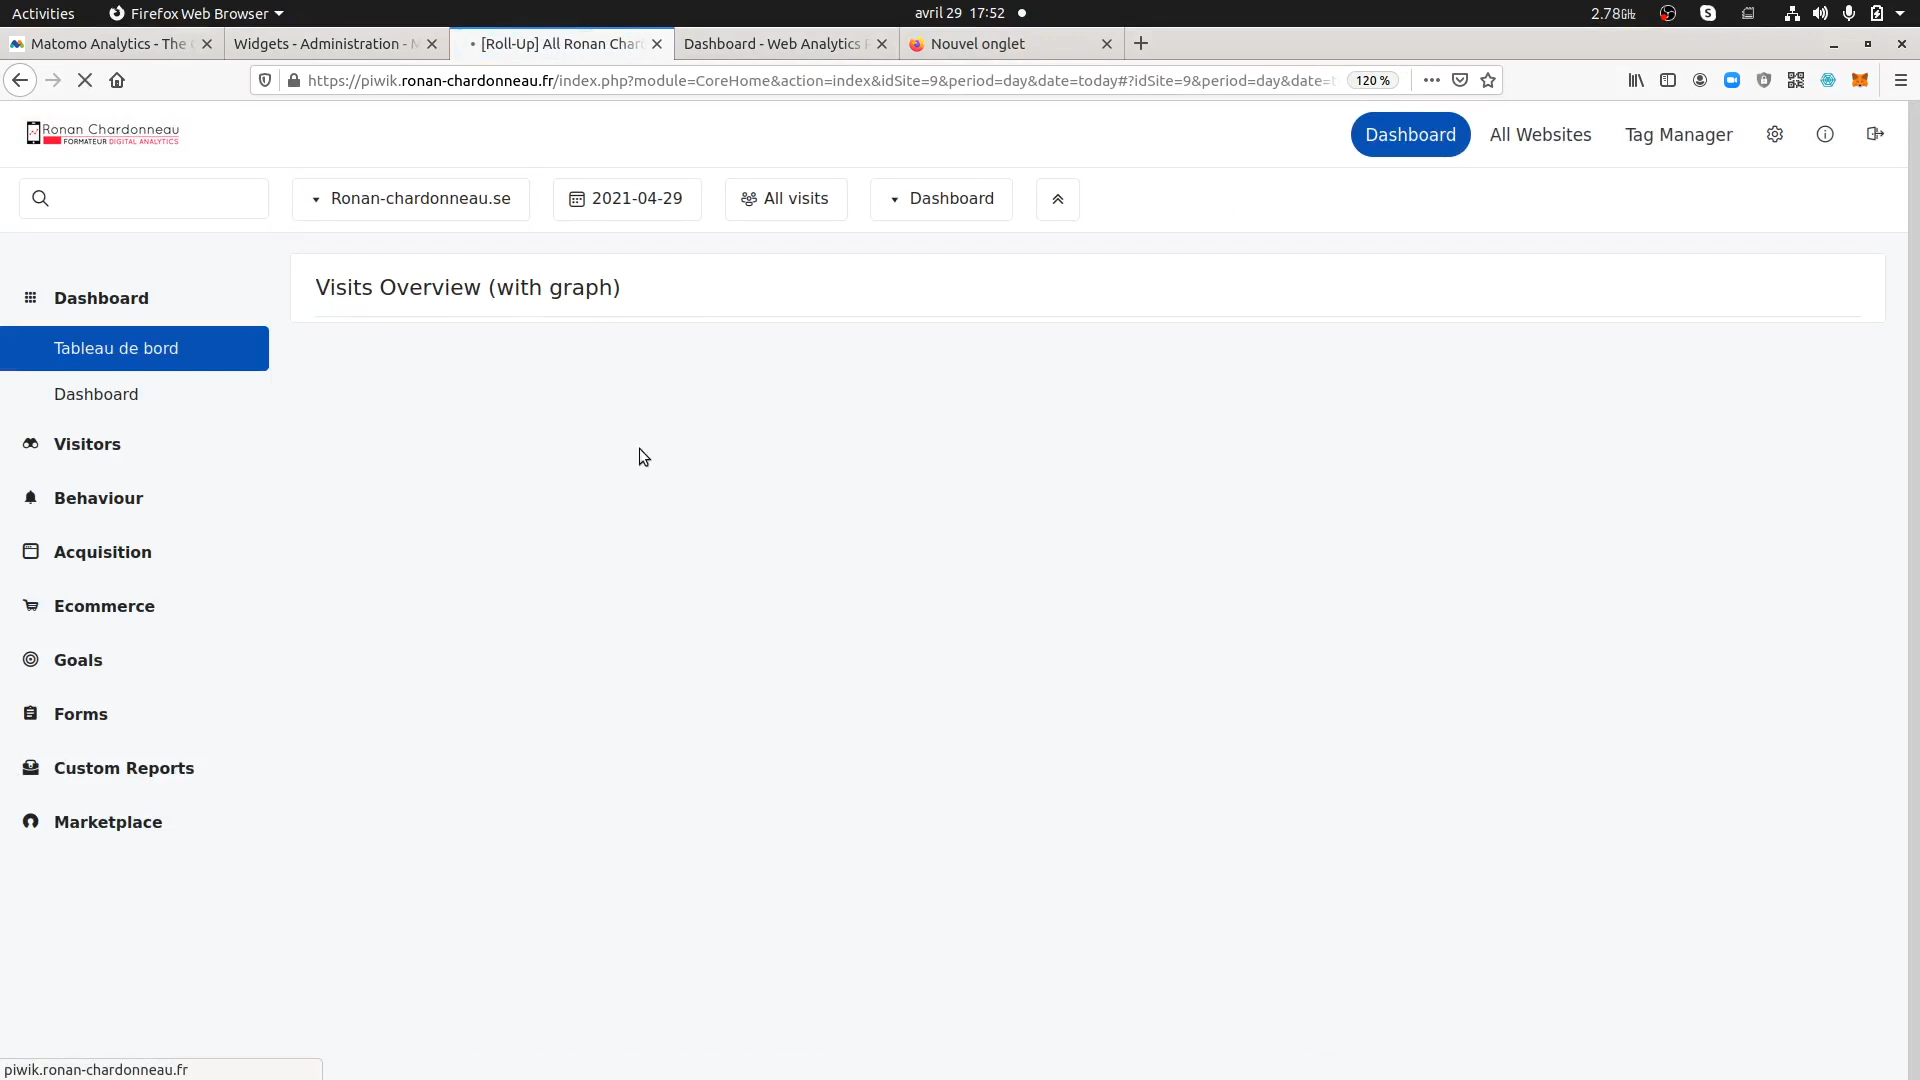 Activities
Firefox Web Browser
avril 29 17:52
2.78GHz
Matomo Analytics - The
Widgets - Administration -
[Roll-Up] All Ronan Char
Dashboard - Web Analytics
Nouvel onglet
https://piwik.ronan-chardonneau.fr/index.php?module=CoreHome&action=index&idSite=9&period=day&date=today#?idSite=9&period=day&date=
120 %
Ronan Chardonneau
FORMATEUR DIGITAL ANALYTICS
Dashboard
All Websites
Tag Manager
Ronan-chardonneau.se
2021-04-29
All visits
Dashboard
Visits Overview (with graph)
Dashboard
Tableau de bord
Dashboard
Visitors
Behaviour
Acquisition
Ecommerce
Goals
Forms
Custom Reports
Marketplace
piwik.ronan-chardonneau.fr